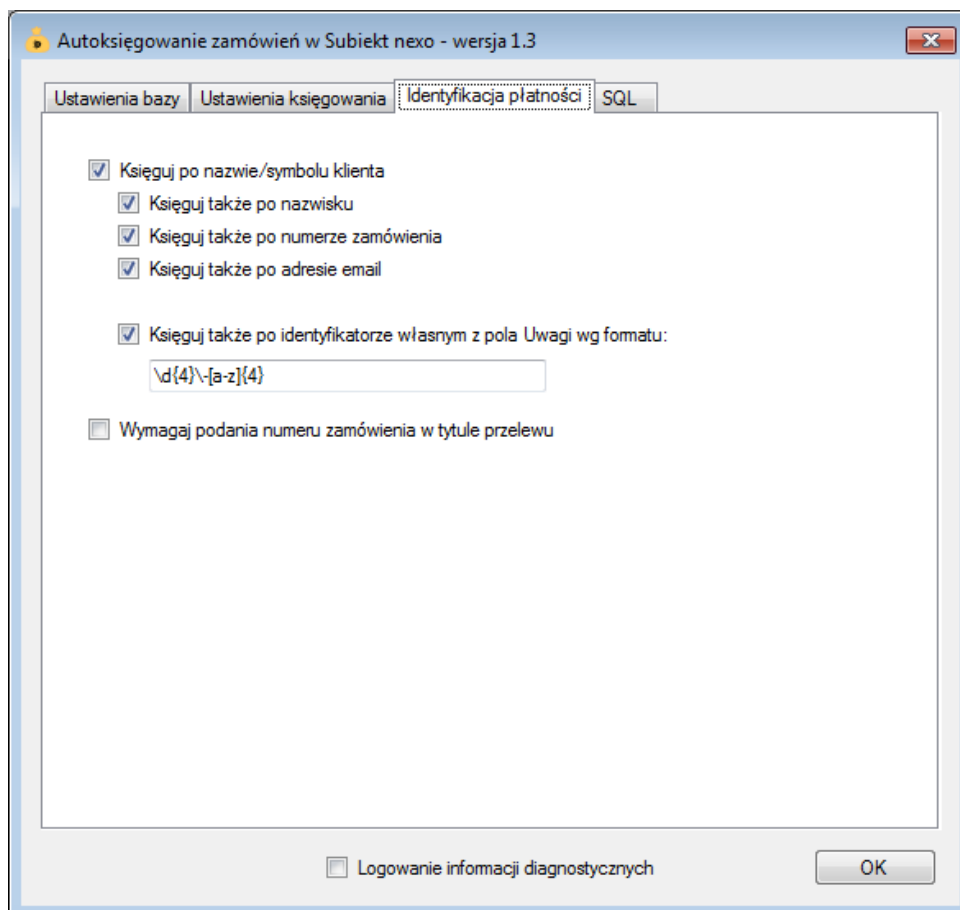 Autoksięgowanie zamówień w Subiekt nexo - wersja 1.3
Ustawienia bazy Ustawienia księgowania Identyfikacja płatności SQL
Księguj po nazwie/symbolu klienta
Księguj także po nazwisku
Księguj także po numerze zamówienia
Księguj także po adresie email
Księguj także po identyfikatorze własnym z pola Uwagi wg formatu:
\d{4}\-[a-z]{4}
Wymagaj podania numeru zamówienia w tytule przelewu
Logowanie informacji diagnostycznych OK